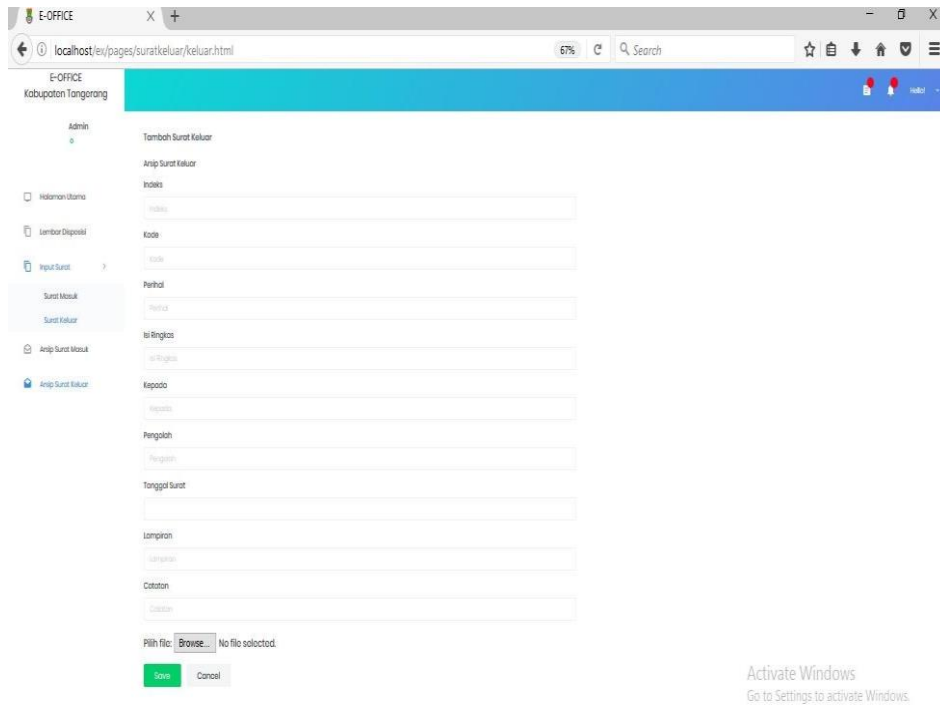 E-OFFICE
localhost/ex/pages/suratkeluar/keluar.html
67%
Search
E-OFFICE
Kabupaten Tangerang
Hello!
Admin
Halaman Utama
Lembar Disposisi
Input Surat
Surat Masuk
Surat Keluar
Arsip Surat Masuk
Arsip Surat Keluar
Tambah Surat Keluar
Arsip Surat Keluar
Indeks
Indeks
Kode
Kode
Perihal
Perihal
Isi Ringkas
Isi Ringkas
Kepada
Kepada
Pengolah
Pengolah
Tanggal Surat
Lampiran
Lampiran
Catatan
Catatan
Pilih file: Browse... No file selected.
Save Cancel
Activate Windows
Go to Settings to activate Windows.